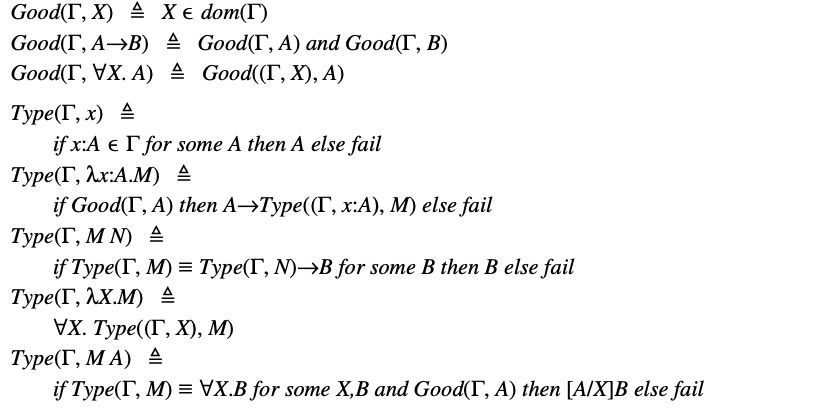 Good(Γ, X) ≜ X ∈ dom(Γ)
Good(Γ, A→B) ≜ Good(Γ, A) and Good(Γ, B)
Good(Γ, ∀X. A) ≜ Good((Γ, X), A)
Type(Γ, x) ≜
if x:A ∈ Γ for some A then A else fail
Type(Γ, λx:A.M) ≜
if Good(Γ, A) then A→Type((Γ, x:A), M) else fail
Type(Γ, M N) ≜
if Type(Γ, M) ≡ Type(Γ, N)→B for some B then B else fail
Type(Γ, λX.M) ≜
∀X. Type((Γ, X), M)
Type(Γ, M A) ≜
if Type(Γ, M) ≡ ∀X.B for some X,B and Good(Γ, A) then [A/X]B else fail